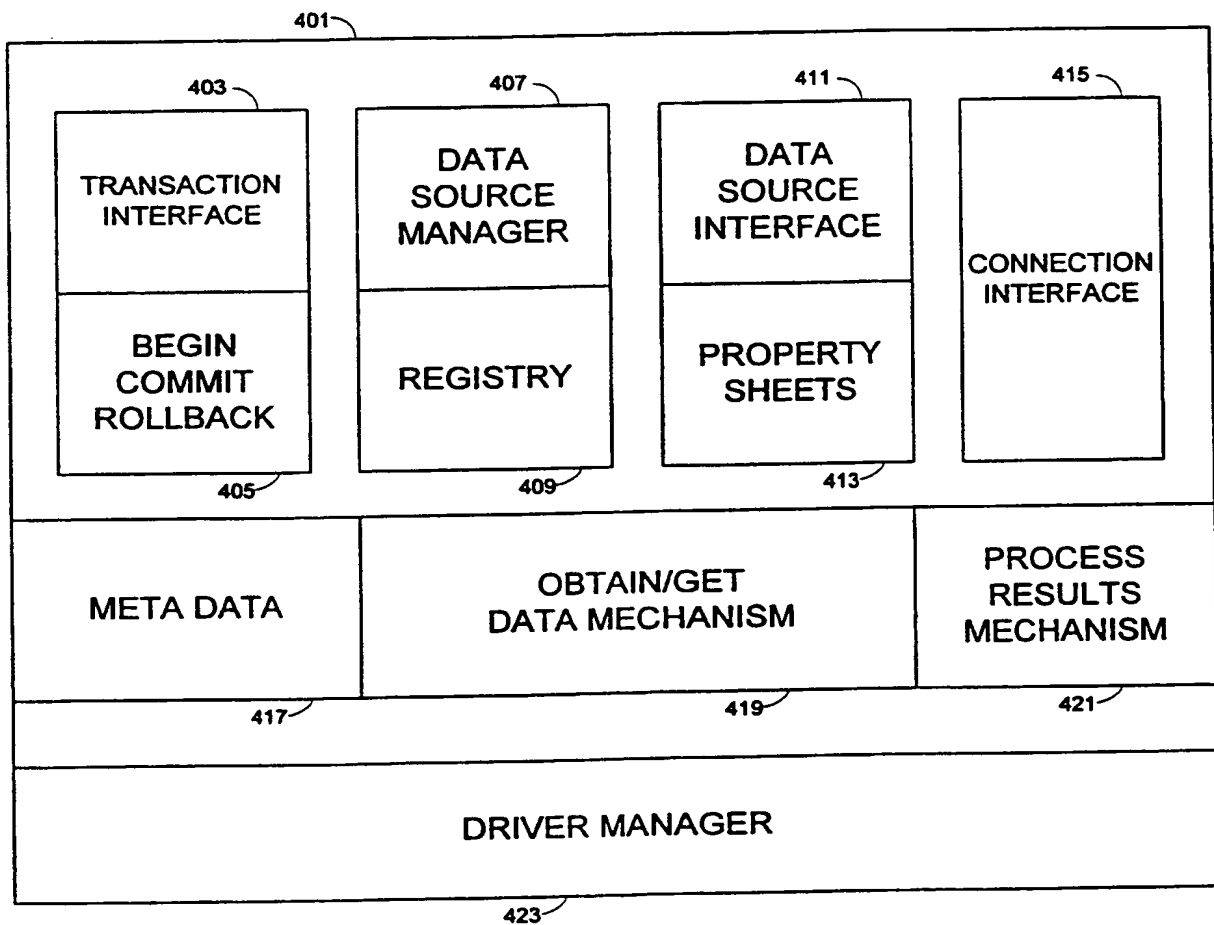 401
403
407
411
415
TRANSACTION
INTERFACE
DATA
SOURCE
MANAGER
DATA
SOURCE
INTERFACE
CONNECTION
INTERFACE
BEGIN
COMMIT
ROLLBACK
REGISTRY
PROPERTY
SHEETS
405
409
413
META DATA
OBTAIN/GET
DATA MECHANISM
PROCESS
RESULTS
MECHANISM
417
419
421
DRIVER MANAGER
423